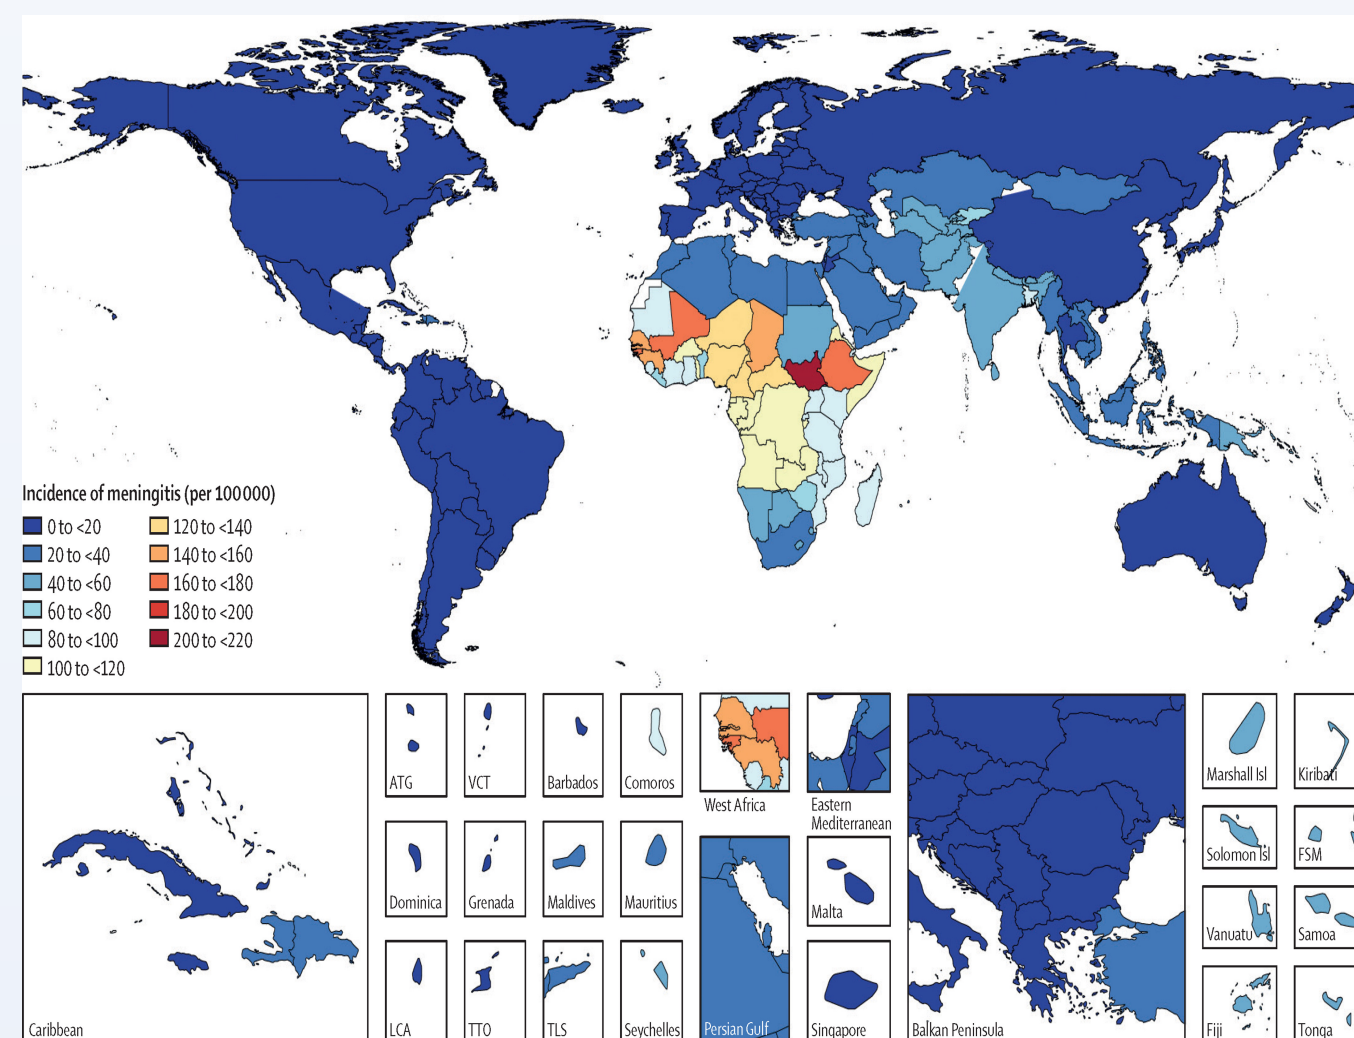 Incidence of meningitis (per 100 000)
0 to <20
20 to <40
40 to <60
60 to <80
80 to <100
100 to <120
120 to <140
140 to <160
160 to <180
180 to <200
200 to <220
Caribbean
ATG
VCT
Barbados
Comoros
Dominica
Grenada
Maldives
Mauritius
LCA
TTO
TLS
Seychelles
West Africa
Eastern
Mediterranean
Persian Gulf
Malta
Singapore
Balkan Peninsula
Marshall Isl
Kiribati
Solomon Isl
FSM
Vanuatu
Samoa
Fiji
Tonga